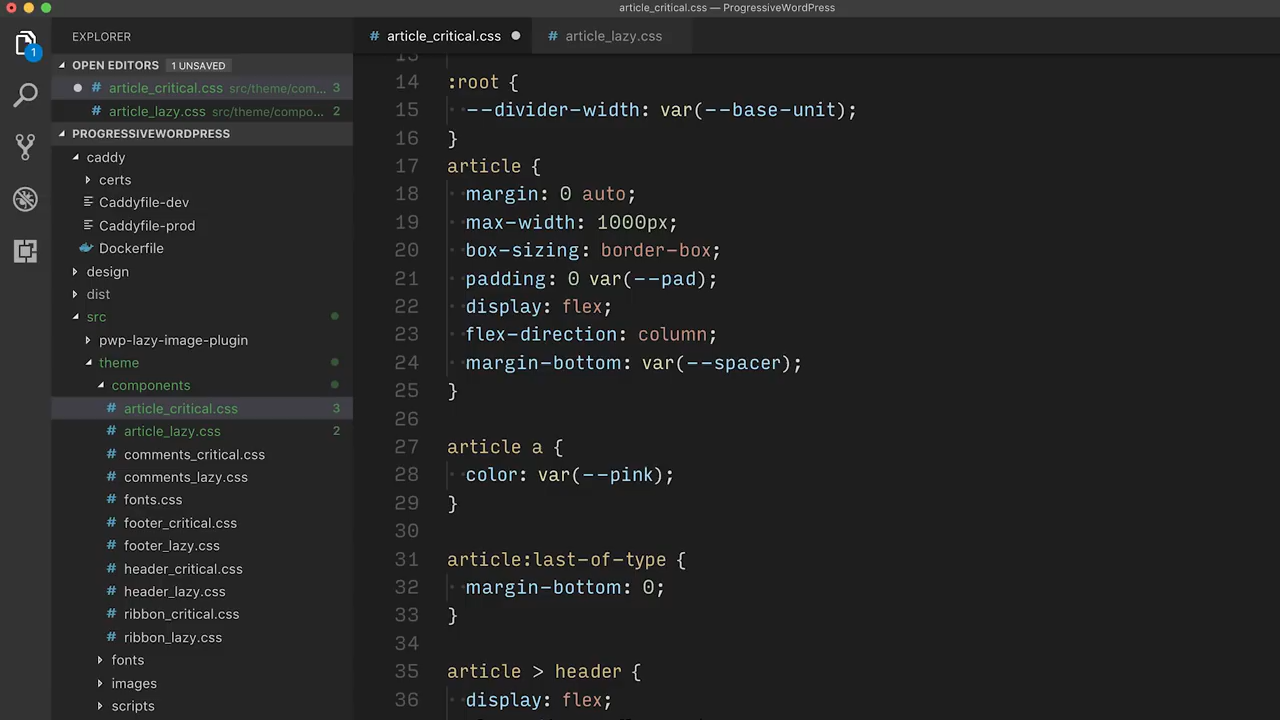 article_critical.css — ProgressiveWordPress
EXPLORER
OPEN EDITORS 1 UNSAVED
article_critical.css src/theme/com... 3
article_lazy.css src/theme/compo... 2
PROGRESSIVEWORDPRESS
caddy
certs
Caddyfile-dev
Caddyfile-prod
Dockerfile
design
dist
src
pwp-lazy-image-plugin
theme
components
# article_critical.css 3
# article_lazy.css 2
# comments_critical.css
# comments_lazy.css
# fonts.css
# footer_critical.css
# footer_lazy.css
# header_critical.css
# header_lazy.css
# ribbon_critical.css
# ribbon_lazy.css
fonts
images
scripts
1
# article_critical.css
# article_lazy.css
13
14 :root {
15 --divider-width: var(--base-unit);
16 }
17 article {
18 margin: 0 auto;
19 max-width: 1000px;
20 box-sizing: border-box;
21 padding: 0 var(--pad);
22 display: flex;
23 flex-direction: column;
24 margin-bottom: var(--spacer);
25 }
26
27 article a {
28 color: var(--pink);
29 }
30
31 article:last-of-type {
32 margin-bottom: 0;
33 }
34
35 article > header {
36 display: flex;